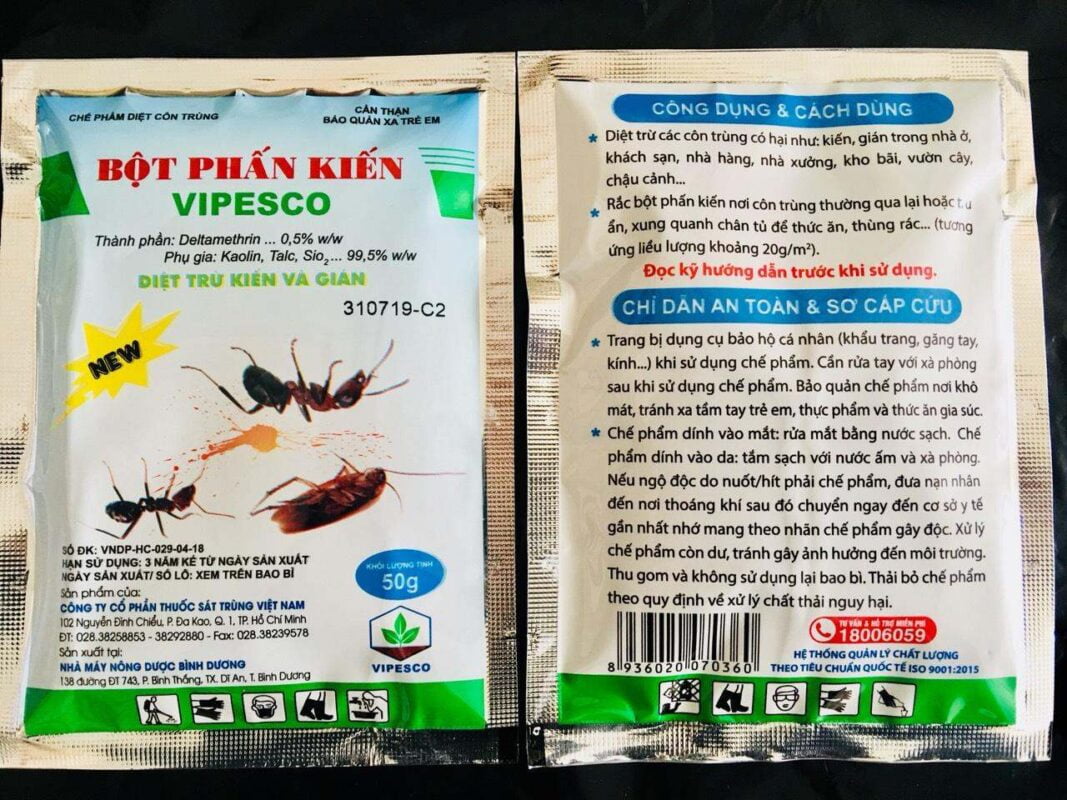 CHẾ PHẨM DIỆT CÔN TRÙNG
CẨN THẬN
BẢO QUẢN XA TRẺ EM
BỘT PHẤN KIẾN
VIPESCO
Thành phần: Deltamethrin ... 0,5% w/w
Phụ gia: Kaolin, Talc, Sio2... 99,5% w/w
DIỆT TRỪ KIẾN VÀ GIÁN
310719-C2
NEW
SỐ ĐK: VNDP-HC-029-04-18
HẠN SỬ DỤNG: 3 NĂM KỂ TỪ NGÀY SẢN XUẤT
NGÀY SẢN XUẤT/ SỐ LÔ: XEM TRÊN BAO BÌ
Sản phẩm của:
CÔNG TY CỔ PHẦN THUỐC SÁT TRÙNG VIỆT NAM
102 Nguyễn Đình Chiểu, P. Đa Kao, Q. 1, TP. Hồ Chí Minh
ĐT: 028.38258853 - 38292880 - Fax: 028.38239578
Sản xuất tại:
NHÀ MÁY NÔNG DƯỢC BÌNH DƯƠNG
138 đường ĐT 743, P. Bình Thắng, TX. Dĩ An, T. Bình Dương
KHỐI LƯỢNG TỊNH
50g
VIPESCO
CÔNG DỤNG & CÁCH DÙNG
* Diệt trừ các côn trùng có hại như: kiến, gián trong nhà ở,
khách sạn, nhà hàng, nhà xưởng, kho bãi, vườn cây,
chậu cảnh...
* Rắc bột phấn kiến nơi côn trùng thường qua lại hoặc trú
ẩn, xung quanh chân tủ để thức ăn, thùng rác... (tương
ứng liều lượng khoảng 20g/m²).
Đọc kỹ hướng dẫn trước khi sử dụng.
CHỈ DẪN AN TOÀN & SƠ CẤP CỨU
* Trang bị dụng cụ bảo hộ cá nhân (khẩu trang, găng tay,
kính...) khi sử dụng chế phẩm. Cần rửa tay với xà phòng
sau khi sử dụng chế phẩm. Bảo quản chế phẩm nơi khô
mát, tránh xa tầm tay trẻ em, thực phẩm và thức ăn gia súc.
* Chế phẩm dính vào mắt: rửa mắt bằng nước sạch. Chế
phẩm dính vào da: tắm sạch với nước ấm và xà phòng.
Nếu ngộ độc do nuốt/hít phải chế phẩm, đưa nạn nhân
đến nơi thoáng khí sau đó chuyển ngay đến cơ sở y tế
gần nhất nhớ mang theo nhãn chế phẩm gây độc. Xử lý
chế phẩm còn dư, tránh gây ảnh hưởng đến môi trường.
Thu gom và không sử dụng lại bao bì. Thải bỏ chế phẩm
theo quy định về xử lý chất thải nguy hại.
8 936020 070360
TƯ VẤN & HỖ TRỢ MIỄN PHÍ
18006059
HỆ THỐNG QUẢN LÝ CHẤT LƯỢNG
THEO TIÊU CHUẨN QUỐC TẾ ISO 9001:2015